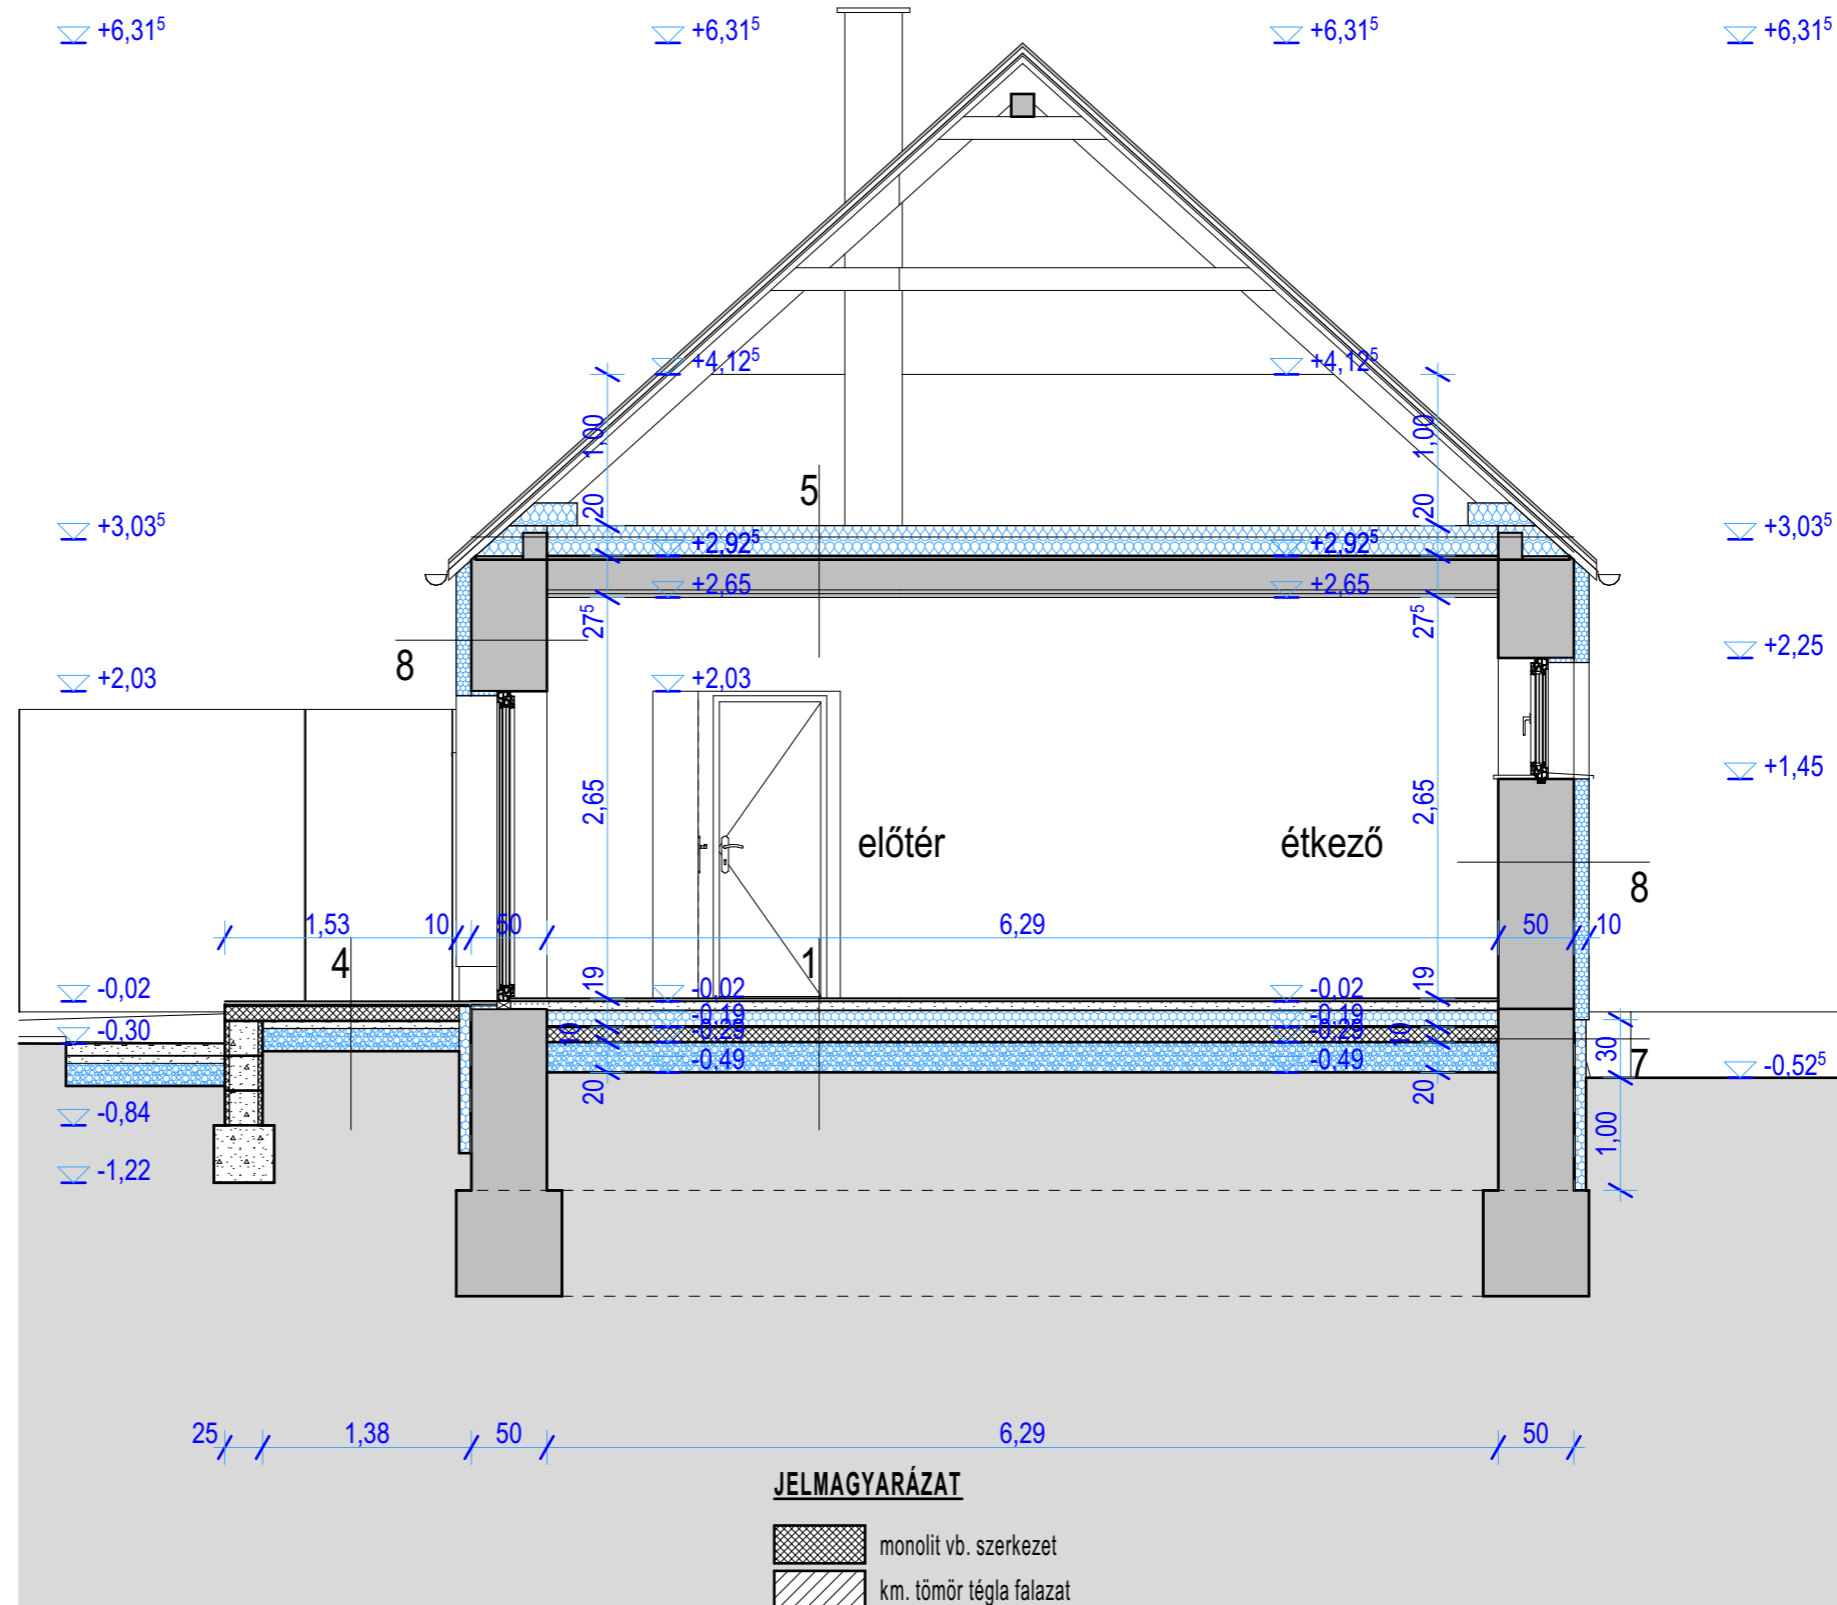 +6,31⁵ +6,31⁵ +6,31⁵ +6,31⁵
+4,12⁵ +4,12⁵
1,00 1,00
5
20 20
+3,03⁵ +3,03⁵
+2,92⁵ +2,92⁵
+2,65 +2,65
27⁵ 27⁵
8
+2,25
+2,03 +2,03
+1,45
2,65 2,65
előtér étkező
8
1,53 10 50 6,29 50 10
4 1
19 19
-0,02 -0,02 -0,02
-0,19 -0,19
-0,30 10 -0,29 -0,29 10 30
-0,49 -0,49 7 -0,52⁵
20 20
-0,84
1,00
-1,22
25 1,38 50 6,29 50
JELMAGYARÁZAT
monolit vb. szerkezet
km. tömör tégla falazat